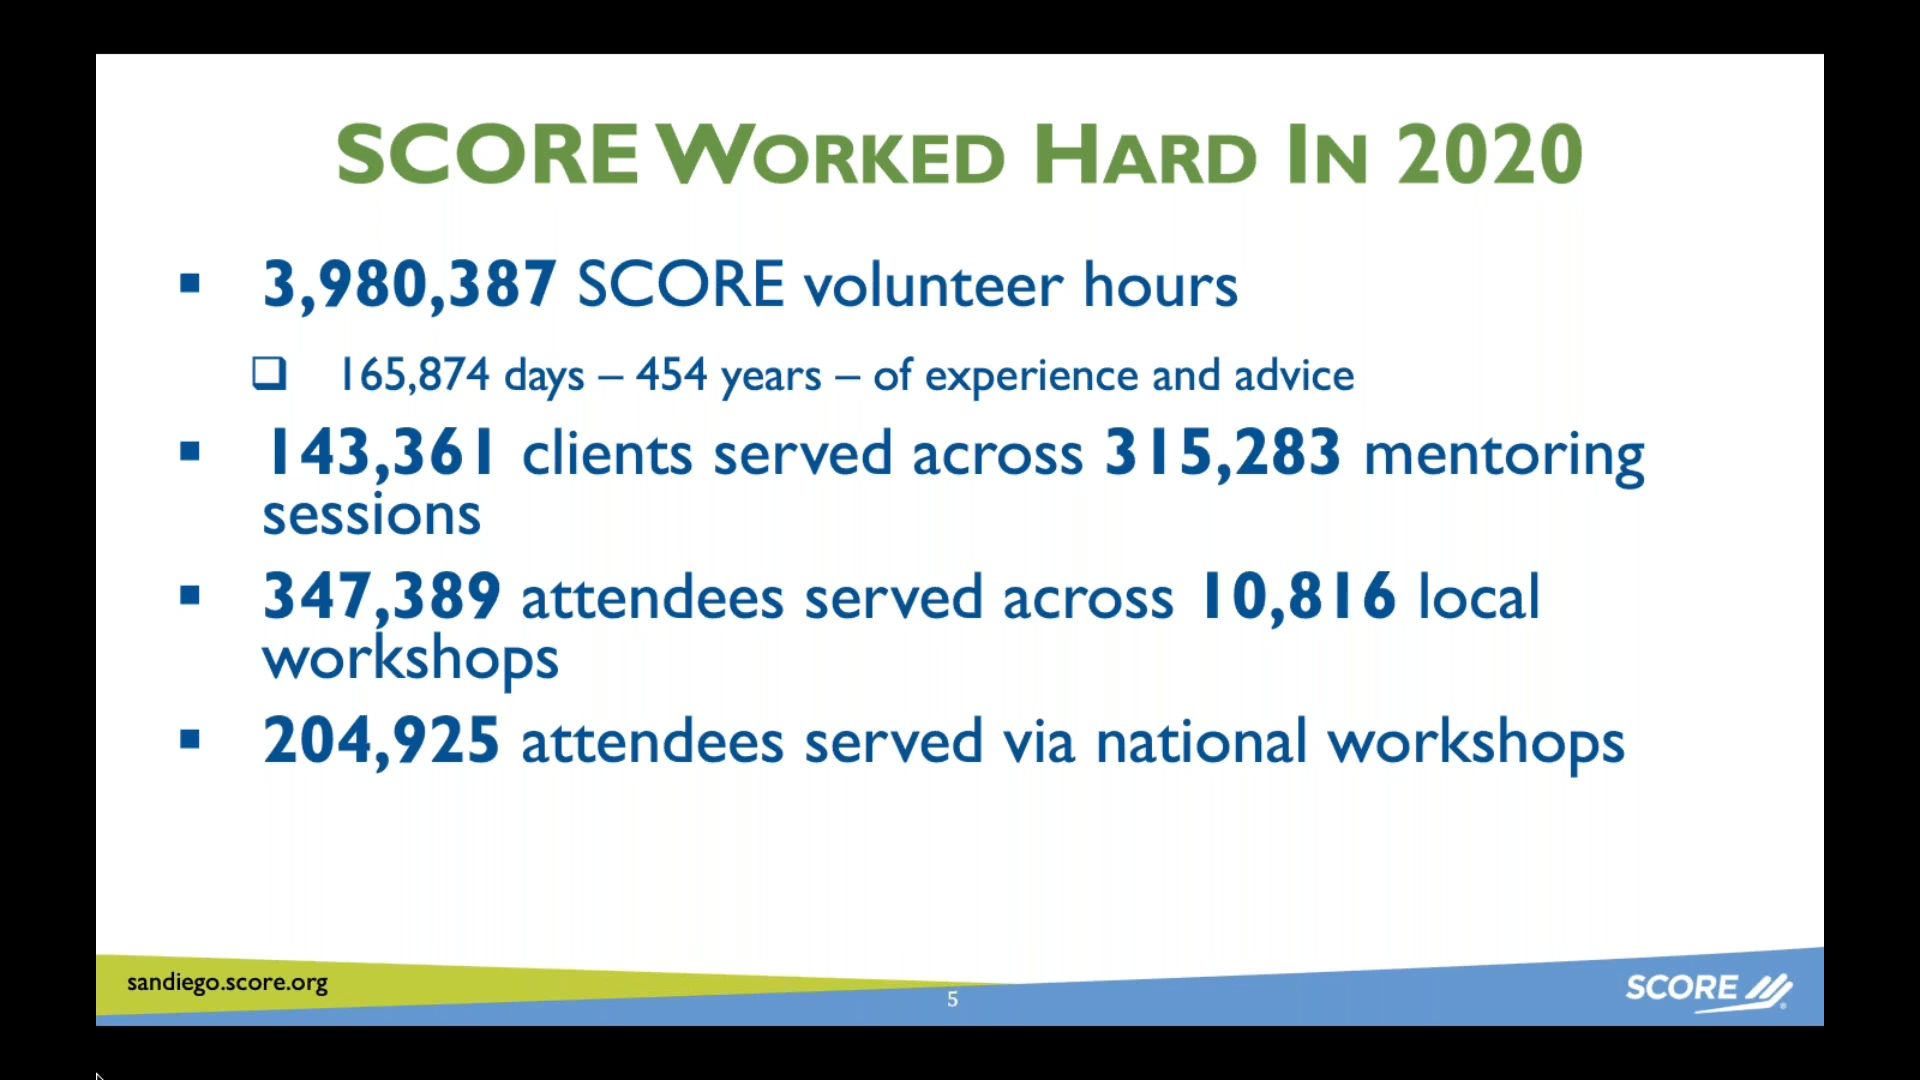 SCORE WORKED HARD IN 2020
▪ 3,980,387 SCORE volunteer hours
❑ 165,874 days – 454 years – of experience and advice
▪ 143,361 clients served across 315,283 mentoring
sessions
▪ 347,389 attendees served across 10,816 local
workshops
▪ 204,925 attendees served via national workshops
sandiego.score.org
5
SCORE